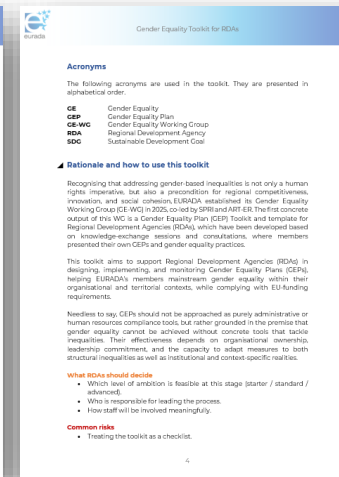 eurada
Gender Equality Toolkit for RDAs
Acronyms
The following acronyms are used in the toolkit. They are presented in
alphabetical order.
GE Gender Equality
GEP Gender Equality Plan
GE-WG Gender Equality Working Group
RDA Regional Development Agency
SDG Sustainable Development Goal
Rationale and how to use this toolkit
Recognising that addressing gender-based inequalities is not only a human
rights imperative, but also a precondition for regional competitiveness,
innovation, and social cohesion, EURADA established its Gender Equality
Working Group (GE-WG) in 2025, co-led by SPRI and ART-ER. The first concrete
output of this WG is a Gender Equality Plan (GEP) Toolkit and template for
Regional Development Agencies (RDAs), which have been developed based
on knowledge-exchange sessions and consultations, where members
presented their own GEPs and gender equality practices.
This toolkit aims to support Regional Development Agencies (RDAs) in
designing, implementing, and monitoring Gender Equality Plans (GEPs),
helping EURADA's members mainstream gender equality within their
organisational and territorial contexts, while complying with EU-funding
requirements.
Needless to say, GEPs should not be approached as purely administrative or
human resources compliance tools, but rather grounded in the premise that
gender equality cannot be achieved without concrete tools that tackle
inequalities. Their effectiveness depends on organisational ownership,
leadership commitment, and the capacity to adapt measures to both
structural inequalities as well as institutional and context-specific realities.
What RDAs should decide
• Which level of ambition is feasible at this stage (starter / standard /
advanced).
• Who is responsible for leading the process.
• How staff will be involved meaningfully.
Common risks
• Treating the toolkit as a checklist.
4